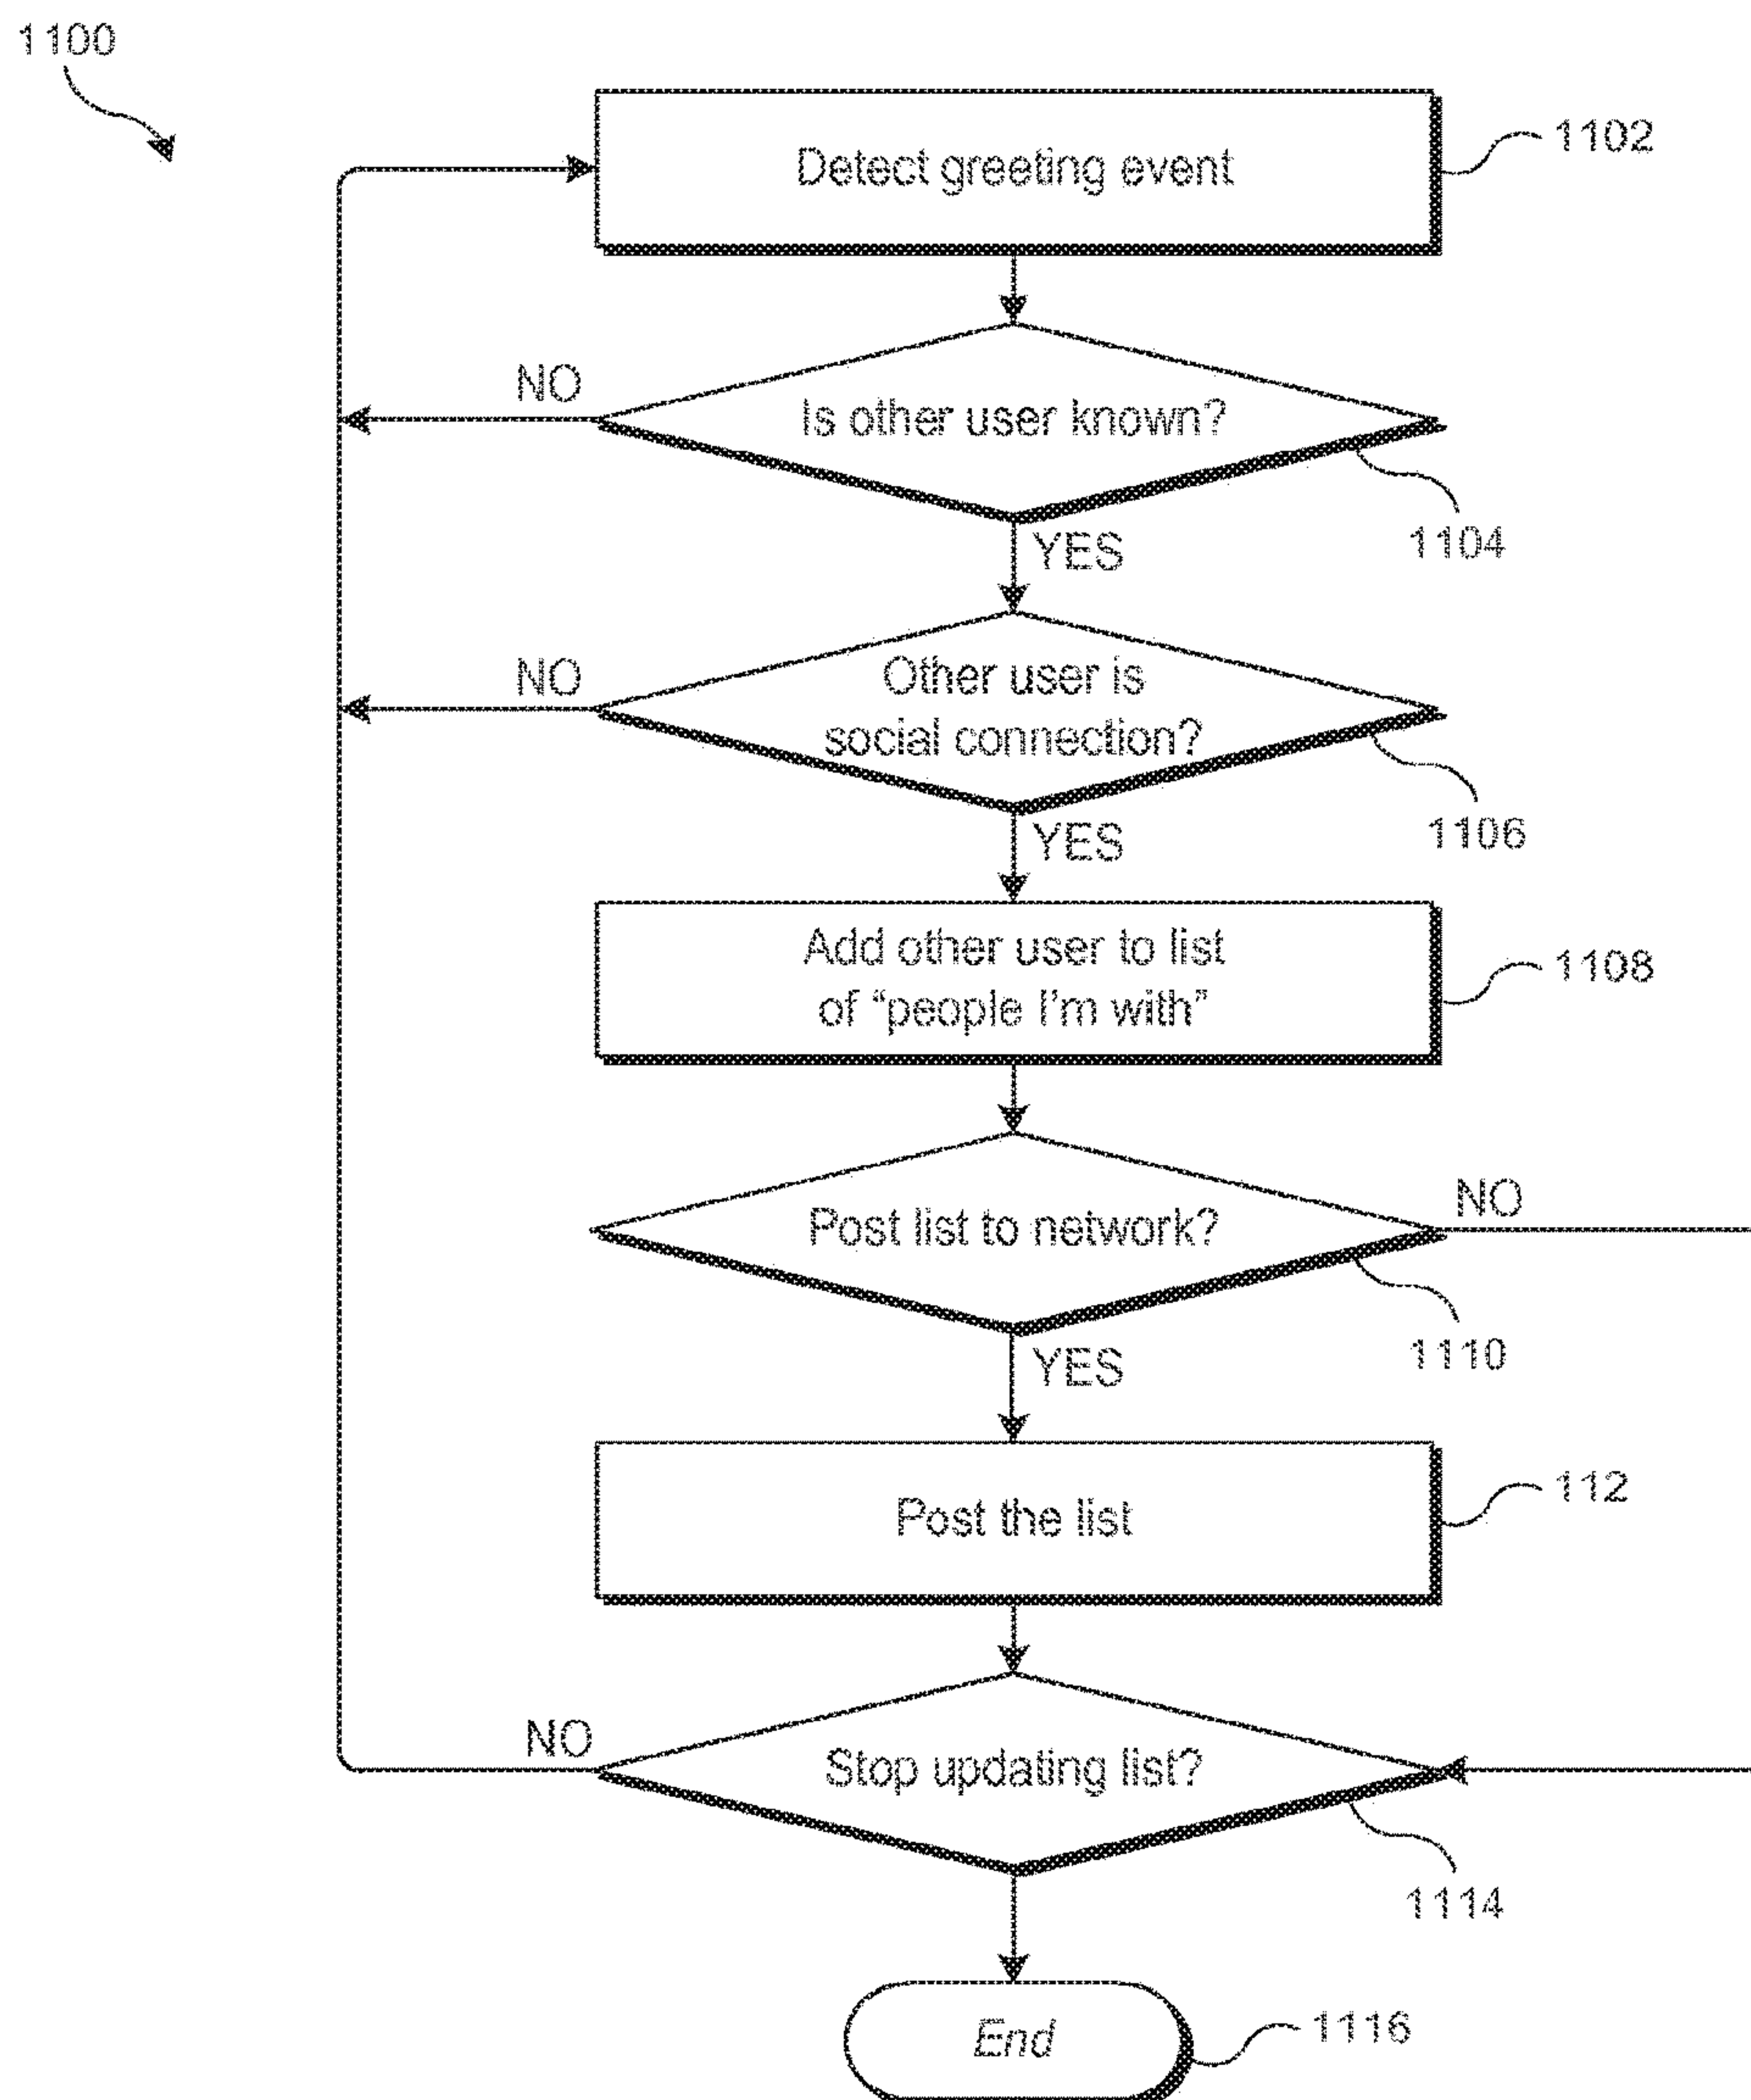 1100
Detect greeting event
1102
NO
Is other user known?
1104
YES
NO
Other user is
social connection?
1106
YES
Add other user to list
of “people I'm with”
1108
NO
Post list to network?
1110
YES
Post the list
112
NO
Stop updating list?
1114
End
1116